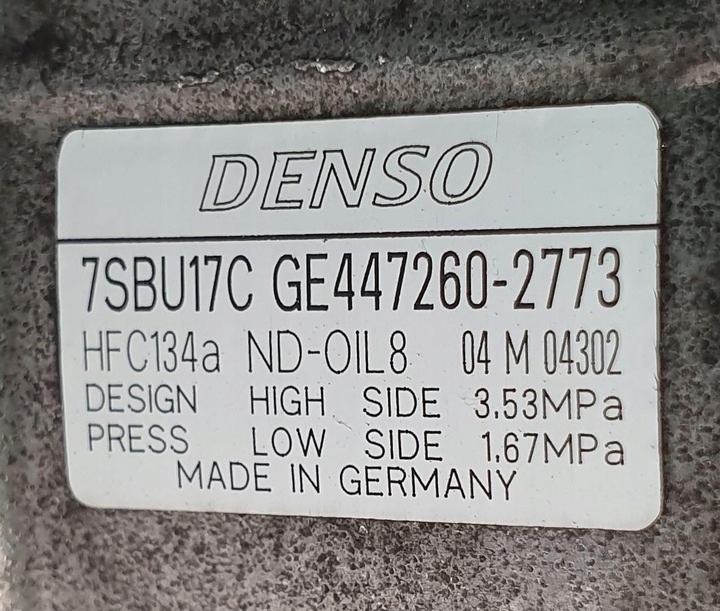 DENSO
7SBU17C GE447260-2773
HFC134a ND-OIL8 04 M 04302
DESIGN HIGH SIDE 3.53MPa
PRESS LOW SIDE 1.67MPa
MADE IN GERMANY